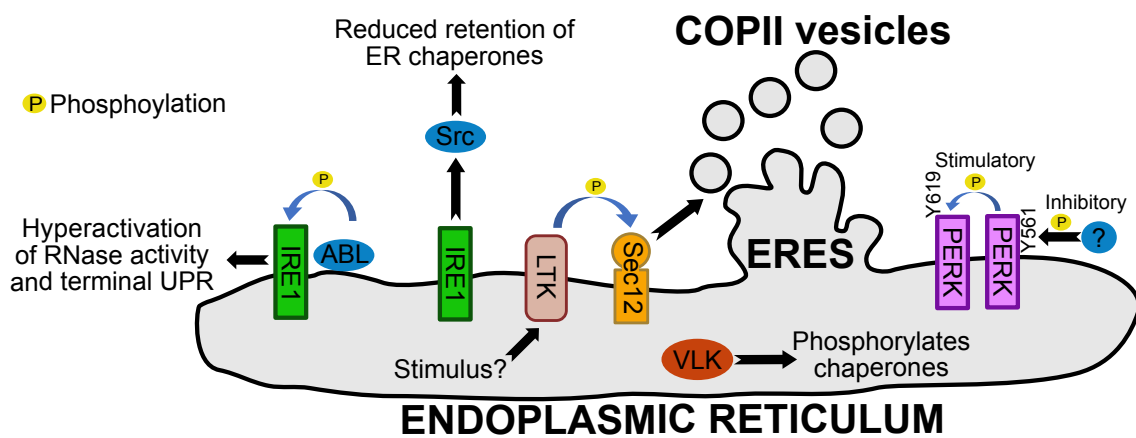 Reduced retention of
ER chaperones
COPII vesicles
P Phosphoylation
Src
Stimulatory
P
Y619
Inhibitory
P
Y561
?
P
P
Hyperactivation
of RNase activity
and terminal UPR
IRE1
ABL
IRE1
LTK
Sec12
ERES
PERK
PERK
Stimulus?
VLK
Phosphorylates
chaperones
ENDOPLASMIC RETICULUM